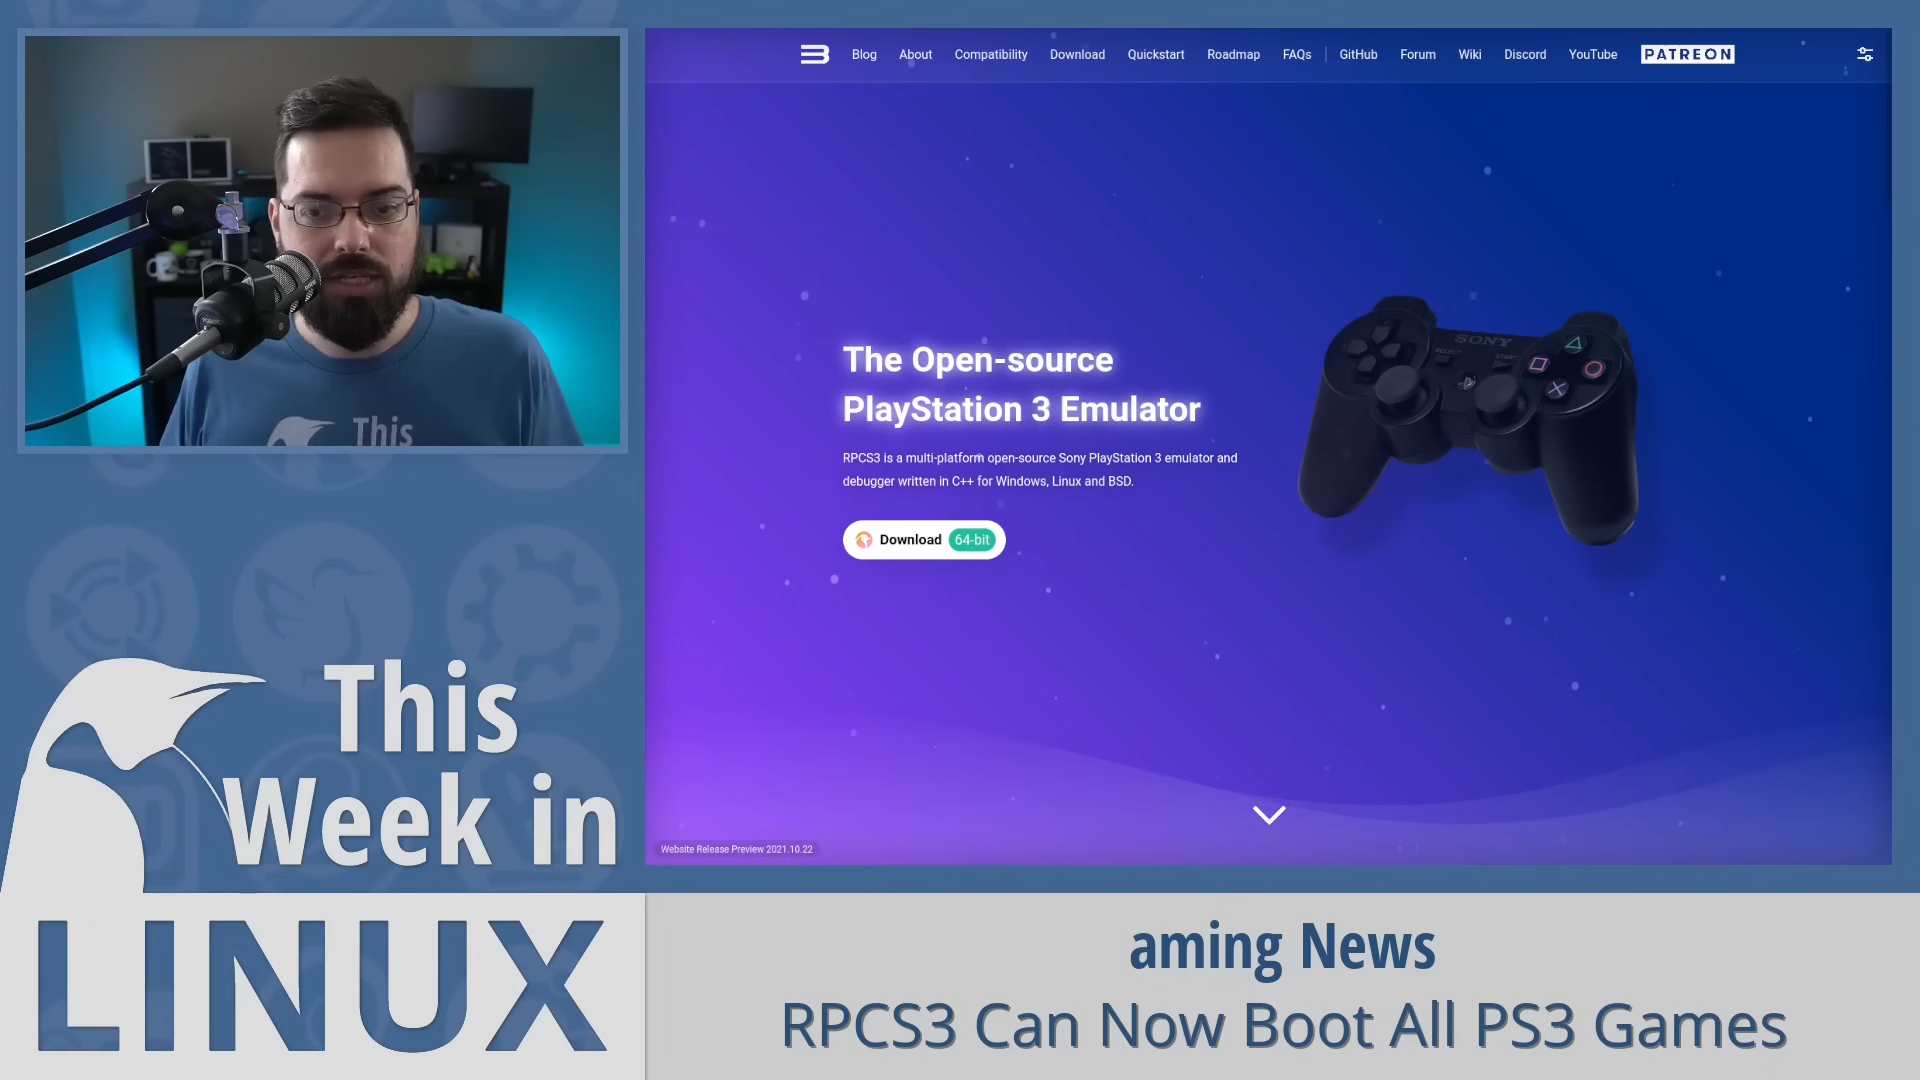 This
Blog About Compatibility Download Quickstart Roadmap FAQs GitHub Forum Wiki Discord YouTube PATREON
SONY
SELECT START
The Open-source
PlayStation 3 Emulator
RPCS3 is a multi-platform open-source Sony PlayStation 3 emulator and
debugger written in C++ for Windows, Linux and BSD.
Download 64-bit
Website Release Preview 2021.10.22
This
Week in
LINUX
aming News
RPCS3 Can Now Boot All PS3 Games